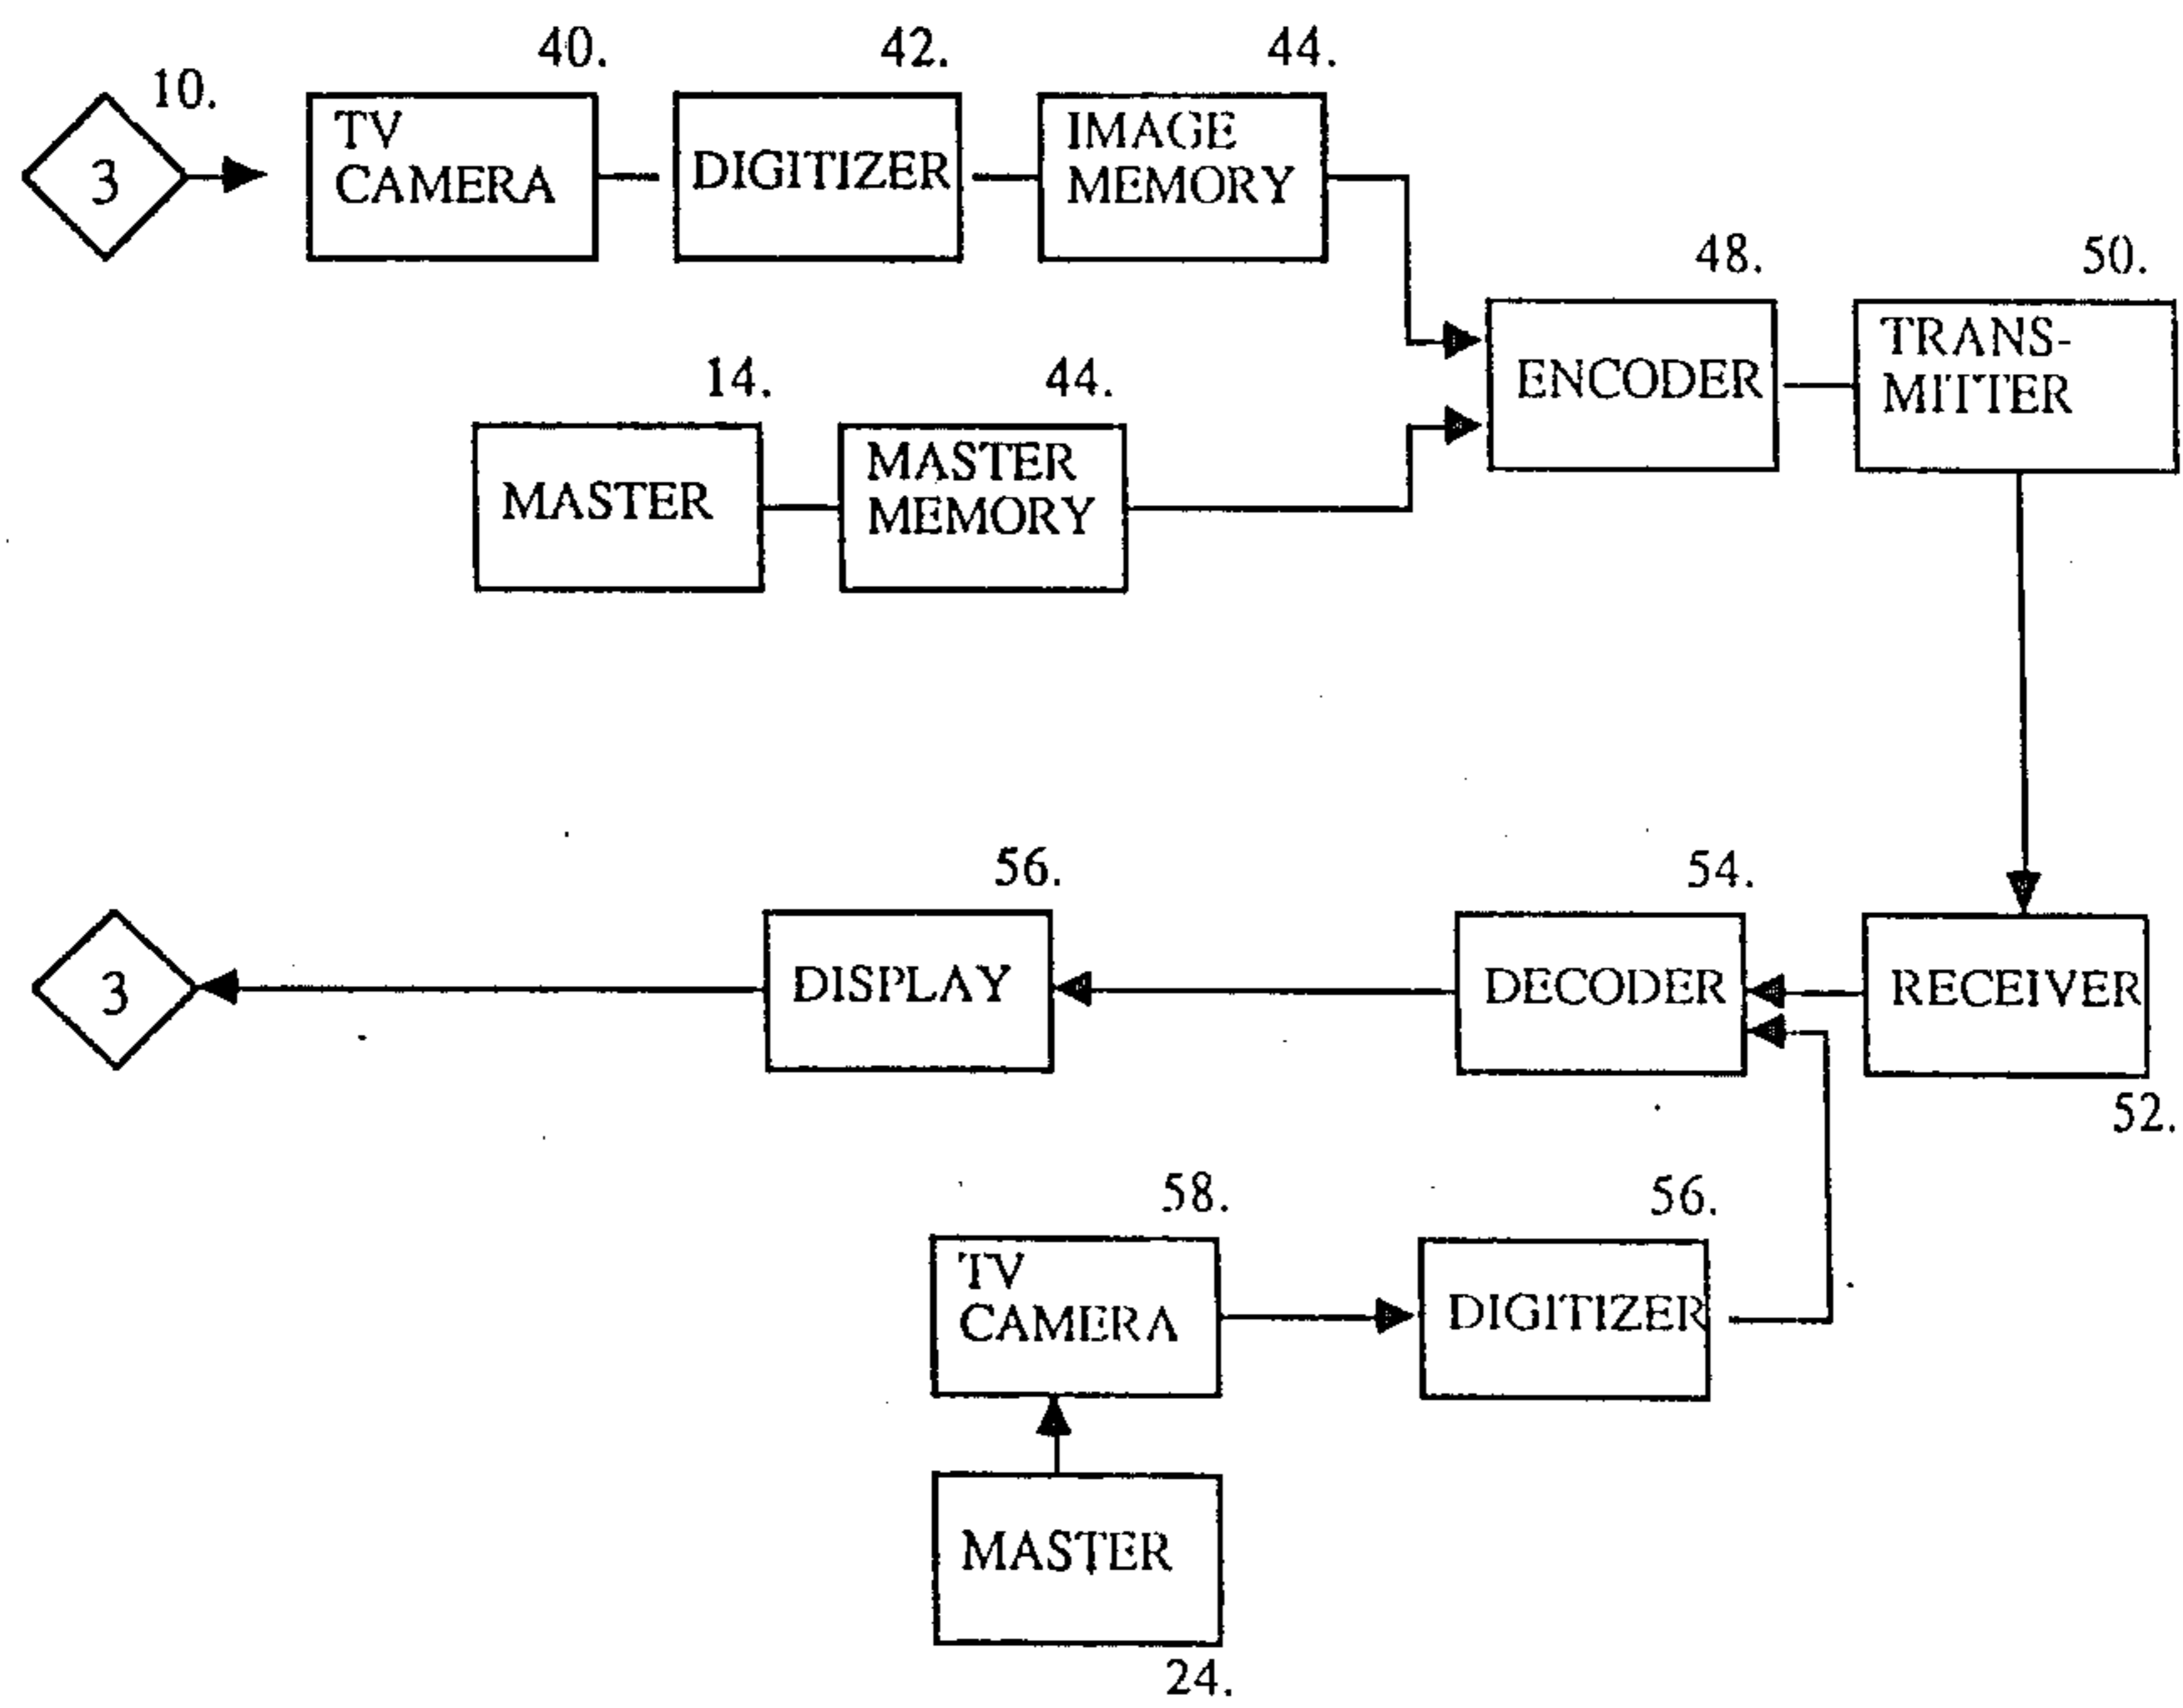 10.
40.
42.
44.
3
TV
CAMERA
DIGITIZER
IMAGE
MEMORY
48.
50.
14.
44.
ENCODER
TRANS-
MITTER
MASTER
MASTER
MEMORY
56.
54.
3
DISPLAY
DECODER
RECEIVER
52.
58.
56.
TV
CAMERA
DIGITIZER
MASTER
24.